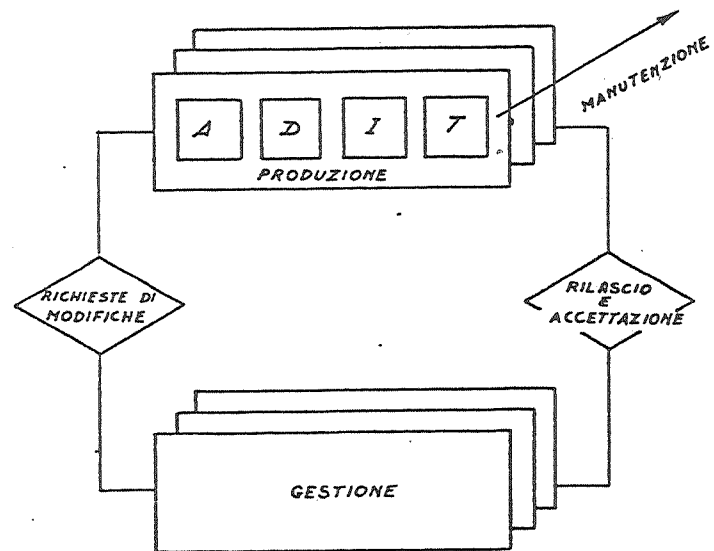 MANUTENZIONE
A D I T
PRODUZIONE
RICHIESTE DI
MODIFICHE
RILASCIO
E
ACCETTAZIONE
GESTIONE